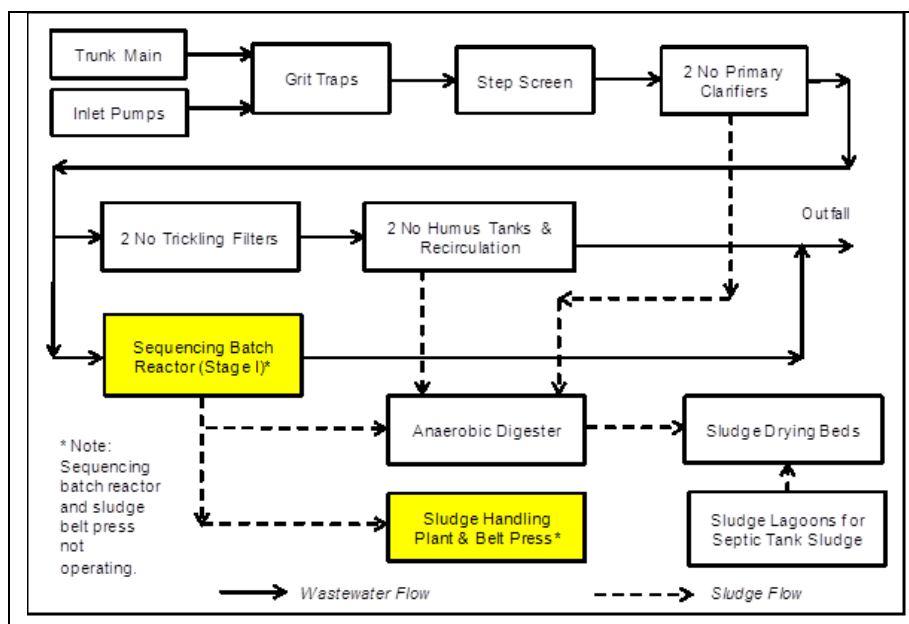 Trunk Main
Inlet Pumps
Grit Traps
Step Screen
2 No Primary
Clarifiers
2 No Trickling Filters
2 No Humus Tanks &
Recirculation
Outfall
Sequencing Batch
Reactor (Stage I)*
Anaerobic Digester
Sludge Drying Beds
Sludge Handling
Plant & Belt Press*
Sludge Lagoons for
Septic Tank Sludge
* Note:
Sequencing
batch reactor
and sludge
belt press
not
operating.
Wastewater Flow
Sludge Flow